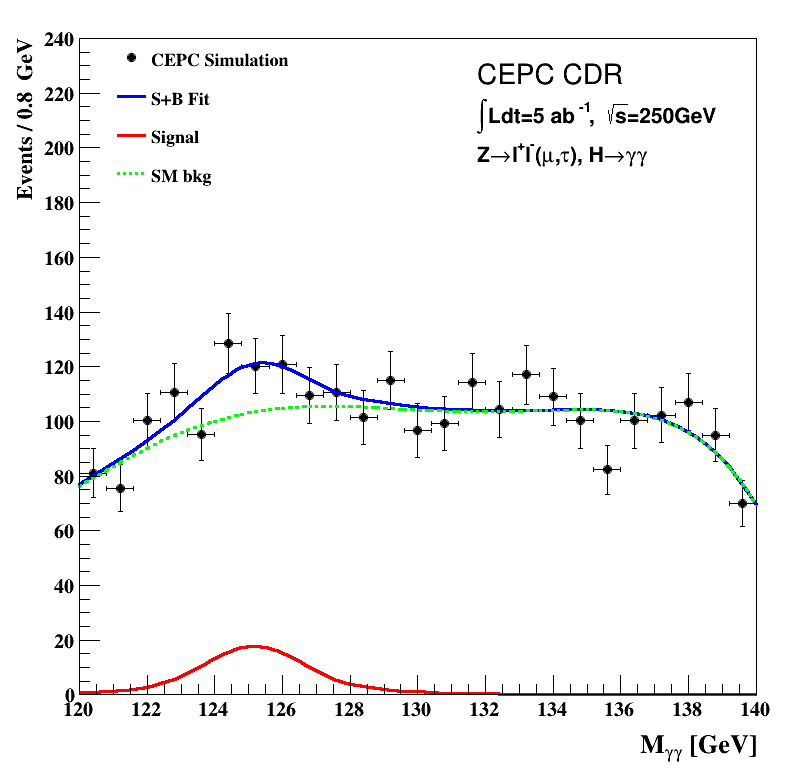 240
220
200
180
160
140
120
100
80
60
40
20
0
Events / 0.8 GeV
CEPC Simulation
S+B Fit
Signal
SM bkg
CEPC CDR
∫Ldt=5 ab⁻¹, √s=250GeV
Z→l⁺l⁻(μ,τ), H→γγ
120 122 124 126 128 130 132 134 136 138 140
Mγγ [GeV]